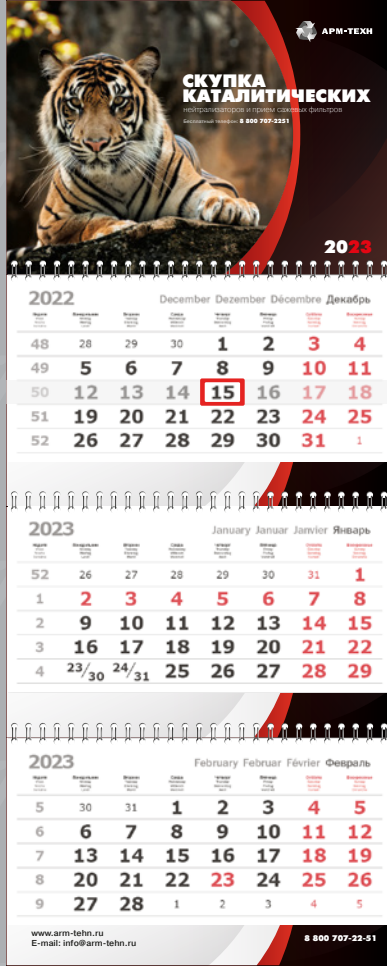 АРМ-ТЕХН
СКУПКА
КАТАЛИТИЧЕСКИХ
нейтрализаторов и прием сажевых фильтров
Бесплатный телефон: 8 800 707-2251
2023
2022 December Dezember Décembre Декабрь
48 28 29 30 1 2 3 4
49 5 6 7 8 9 10 11
50 12 13 14 15 16 17 18
51 19 20 21 22 23 24 25
52 26 27 28 29 30 31 1
2023 January Januar Janvier Январь
52 26 27 28 29 30 31 1
1 2 3 4 5 6 7 8
2 9 10 11 12 13 14 15
3 16 17 18 19 20 21 22
4 23/30 24/31 25 26 27 28 29
2023 February Februar Février Февраль
5 30 31 1 2 3 4 5
6 6 7 8 9 10 11 12
7 13 14 15 16 17 18 19
8 20 21 22 23 24 25 26
9 27 28 1 2 3 4 5
www.arm-tehn.ru
E-mail: info@arm-tehn.ru
8 800 707-22-51